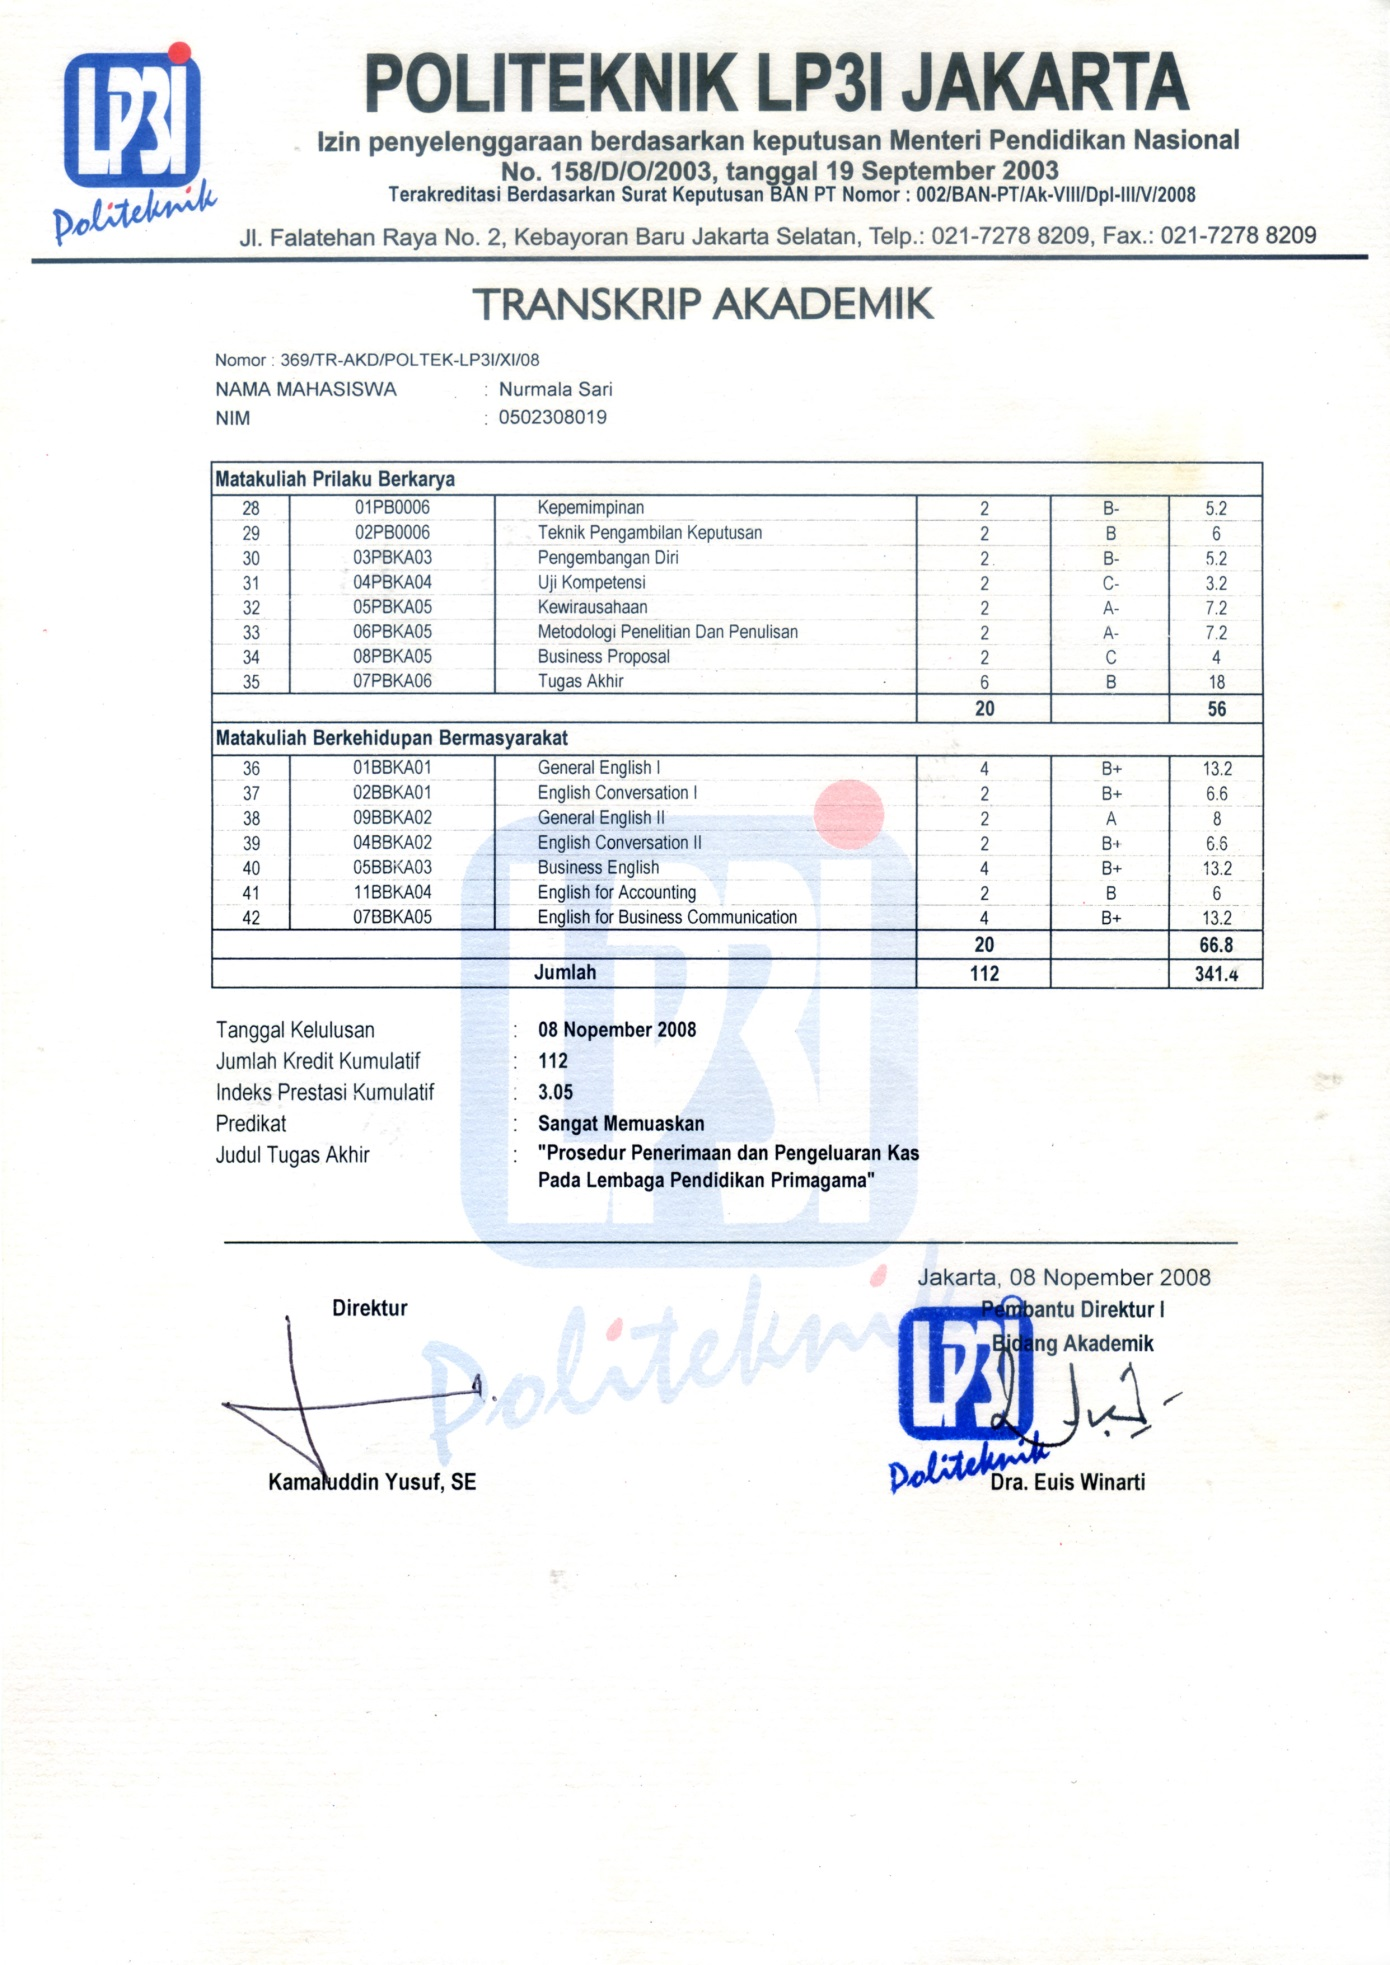 LP3I
Politeknik
POLITEKNIK LP3I JAKARTA
Izin penyelenggaraan berdasarkan keputusan Menteri Pendidikan Nasional
No. 158/D/O/2003, tanggal 19 September 2003
Terakreditasi Berdasarkan Surat Keputusan BAN PT Nomor : 002/BAN-PT/Ak-VIII/Dpl-III/V/2008
Jl. Falatehan Raya No. 2, Kebayoran Baru Jakarta Selatan, Telp.: 021-7278 8209, Fax.: 021-7278 8209
TRANSKRIP AKADEMIK
Nomor : 369/TR-AKD/POLTEK-LP3I/XI/08
NAMA MAHASISWA : Nurmala Sari
NIM : 0502308019
Matakuliah Prilaku Berkarya
28 01PB0006 Kepemimpinan 2 B- 5.2
29 02PB0006 Teknik Pengambilan Keputusan 2 B 6
30 03PBKA03 Pengembangan Diri 2 B- 5.2
31 04PBKA04 Uji Kompetensi 2 C- 3.2
32 05PBKA05 Kewirausahaan 2 A- 7.2
33 06PBKA05 Metodologi Penelitian Dan Penulisan 2 A- 7.2
34 08PBKA05 Business Proposal 2 C 4
35 07PBKA06 Tugas Akhir 6 B 18
20 56
Matakuliah Berkehidupan Bermasyarakat
36 01BBKA01 General English I 4 B+ 13.2
37 02BBKA01 English Conversation I 2 B+ 6.6
38 09BBKA02 General English II 2 A 8
39 04BBKA02 English Conversation II 2 B+ 6.6
40 05BBKA03 Business English 4 B+ 13.2
41 11BBKA04 English for Accounting 2 B 6
42 07BBKA05 English for Business Communication 4 B+ 13.2
20 66.8
Jumlah 112 341.4
Tanggal Kelulusan : 08 Nopember 2008
Jumlah Kredit Kumulatif : 112
Indeks Prestasi Kumulatif : 3.05
Predikat : Sangat Memuaskan
Judul Tugas Akhir : "Prosedur Penerimaan dan Pengeluaran Kas
Pada Lembaga Pendidikan Primagama"
LP3I
Politeknik
Jakarta, 08 Nopember 2008
Direktur
Pembantu Direktur I
Bidang Akademik
LP3I
Politeknik
Kamaluddin Yusuf, SE
Dra. Euis Winarti